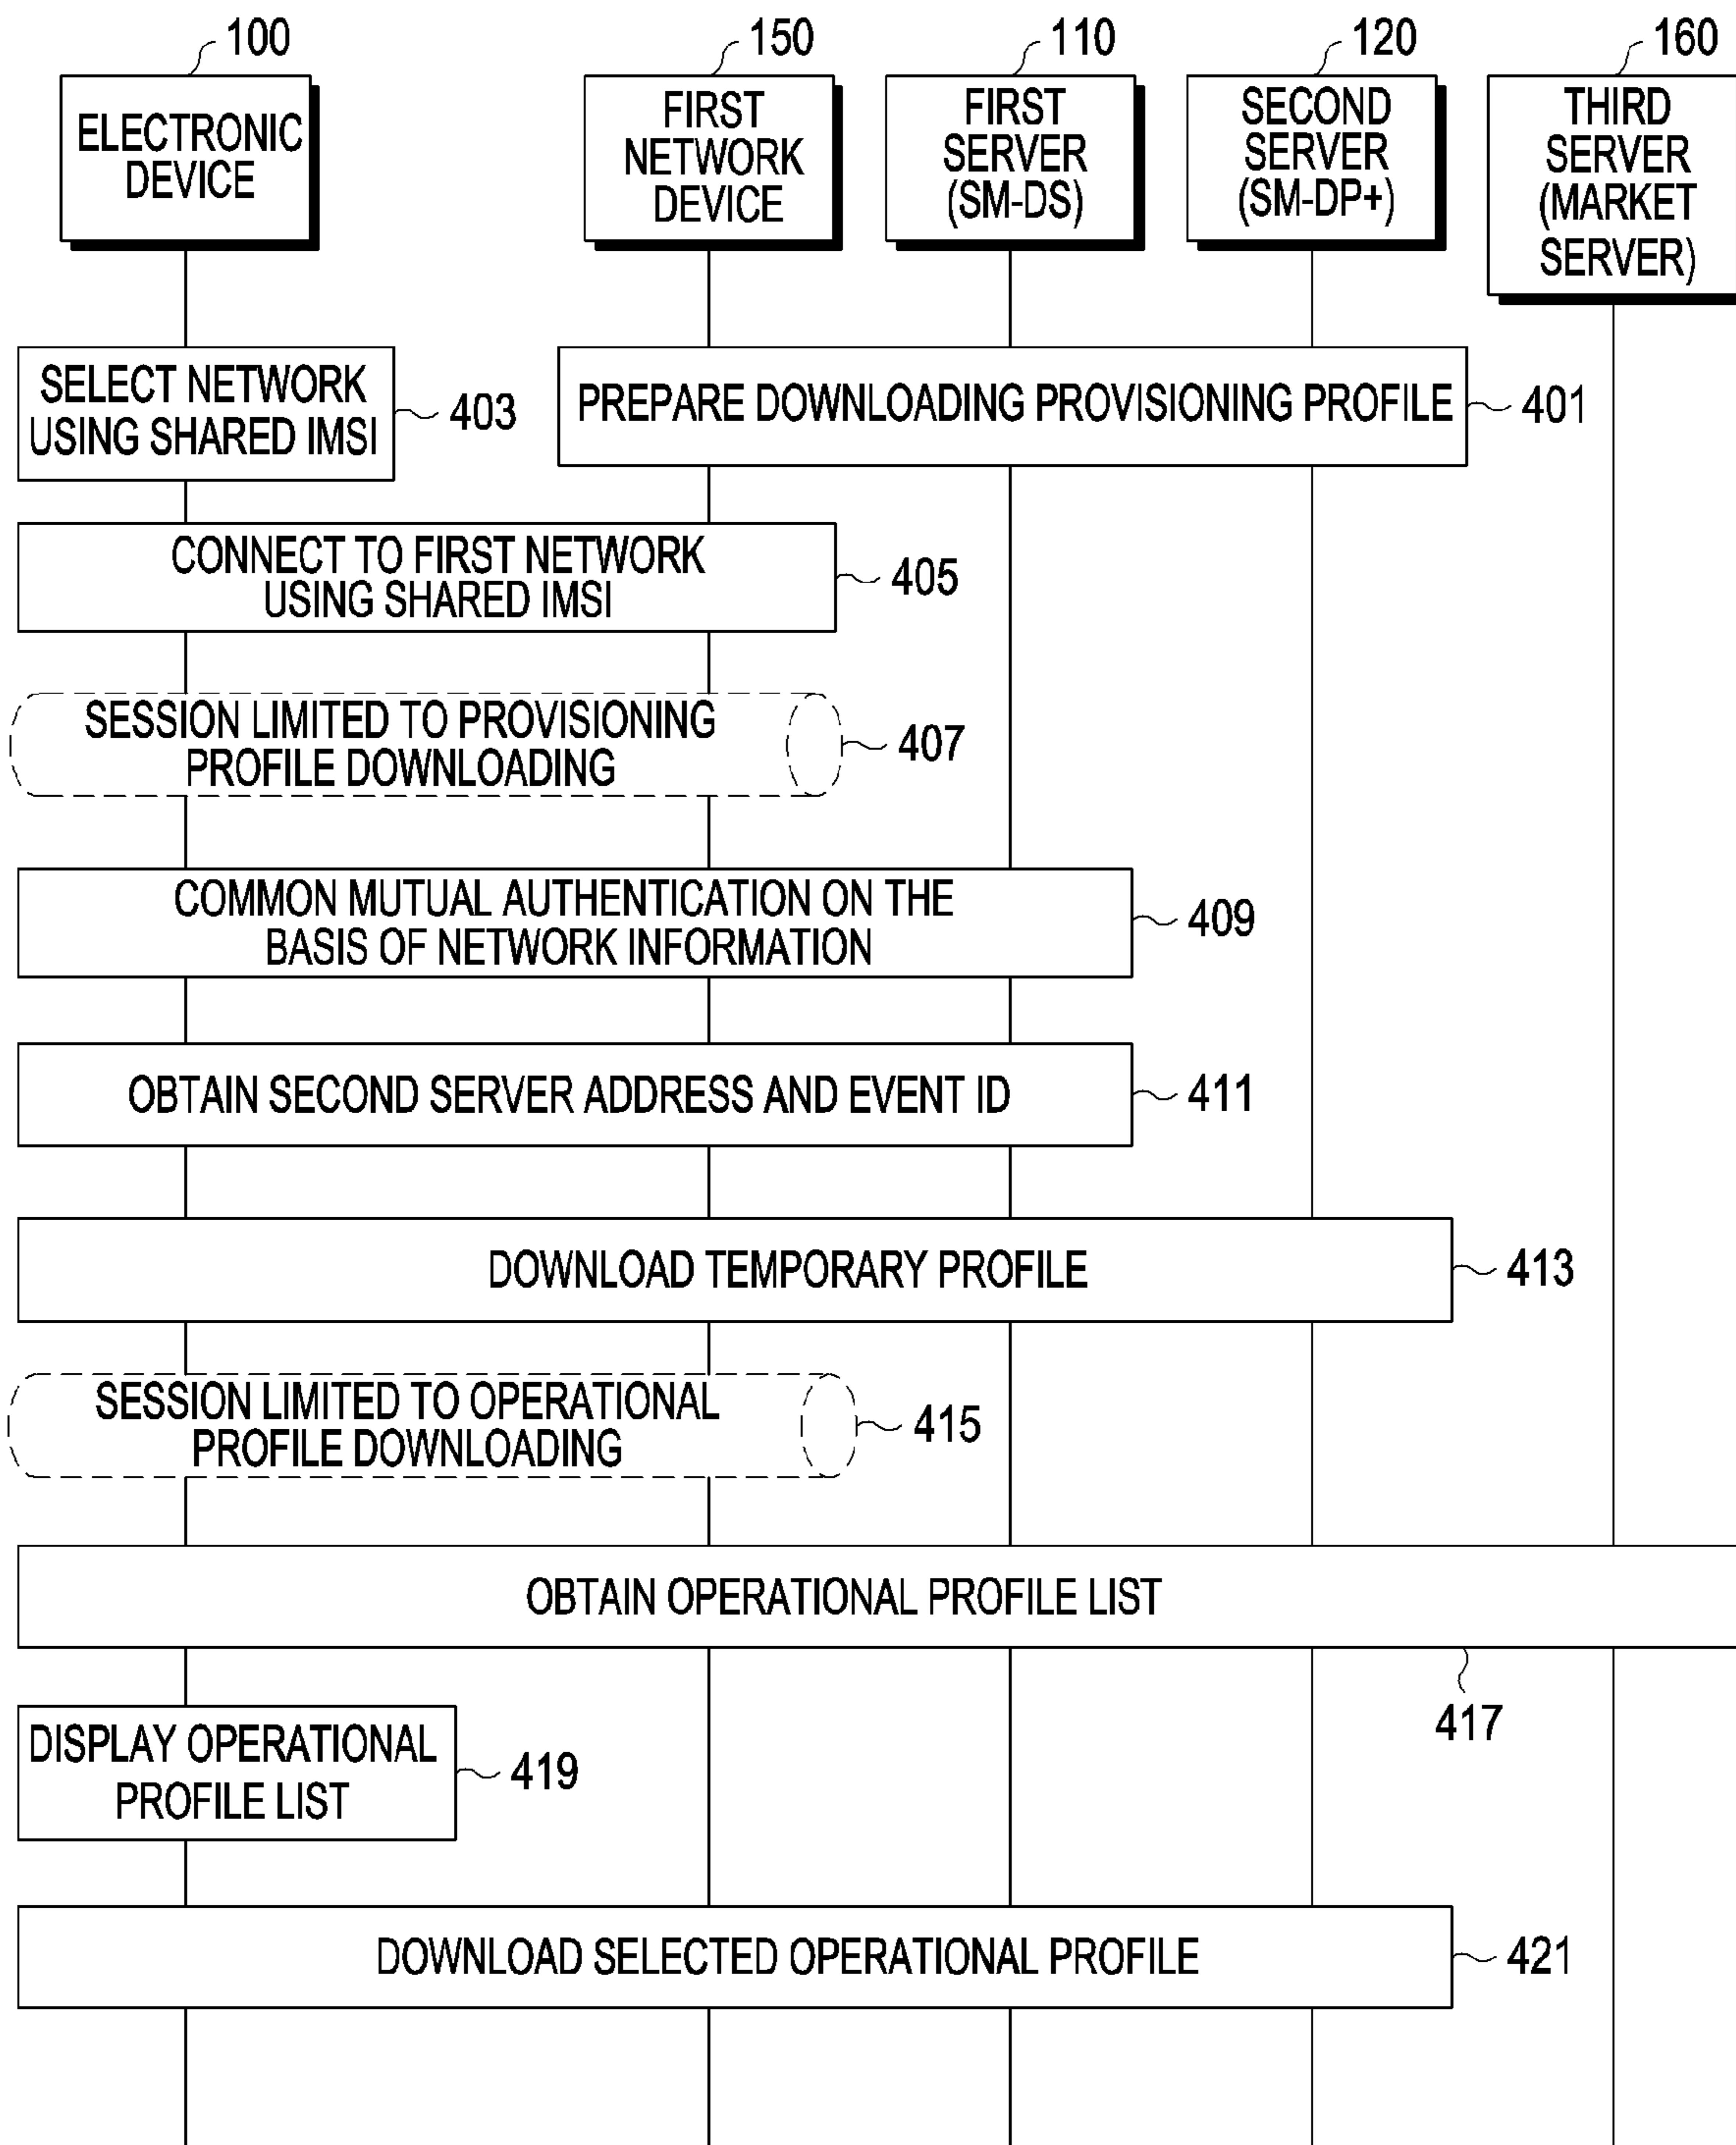 100
150
110
120
160
ELECTRONIC
DEVICE
FIRST
NETWORK
DEVICE
FIRST
SERVER
(SM-DS)
SECOND
SERVER
(SM-DP+)
THIRD
SERVER
(MARKET
SERVER)
SELECT NETWORK
USING SHARED IMSI
403
PREPARE DOWNLOADING PROVISIONING PROFILE
401
CONNECT TO FIRST NETWORK
USING SHARED IMSI
405
SESSION LIMITED TO PROVISIONING
PROFILE DOWNLOADING
407
COMMON MUTUAL AUTHENTICATION ON THE
BASIS OF NETWORK INFORMATION
409
OBTAIN SECOND SERVER ADDRESS AND EVENT ID
411
DOWNLOAD TEMPORARY PROFILE
413
SESSION LIMITED TO OPERATIONAL
PROFILE DOWNLOADING
415
OBTAIN OPERATIONAL PROFILE LIST
417
DISPLAY OPERATIONAL
PROFILE LIST
419
DOWNLOAD SELECTED OPERATIONAL PROFILE
421